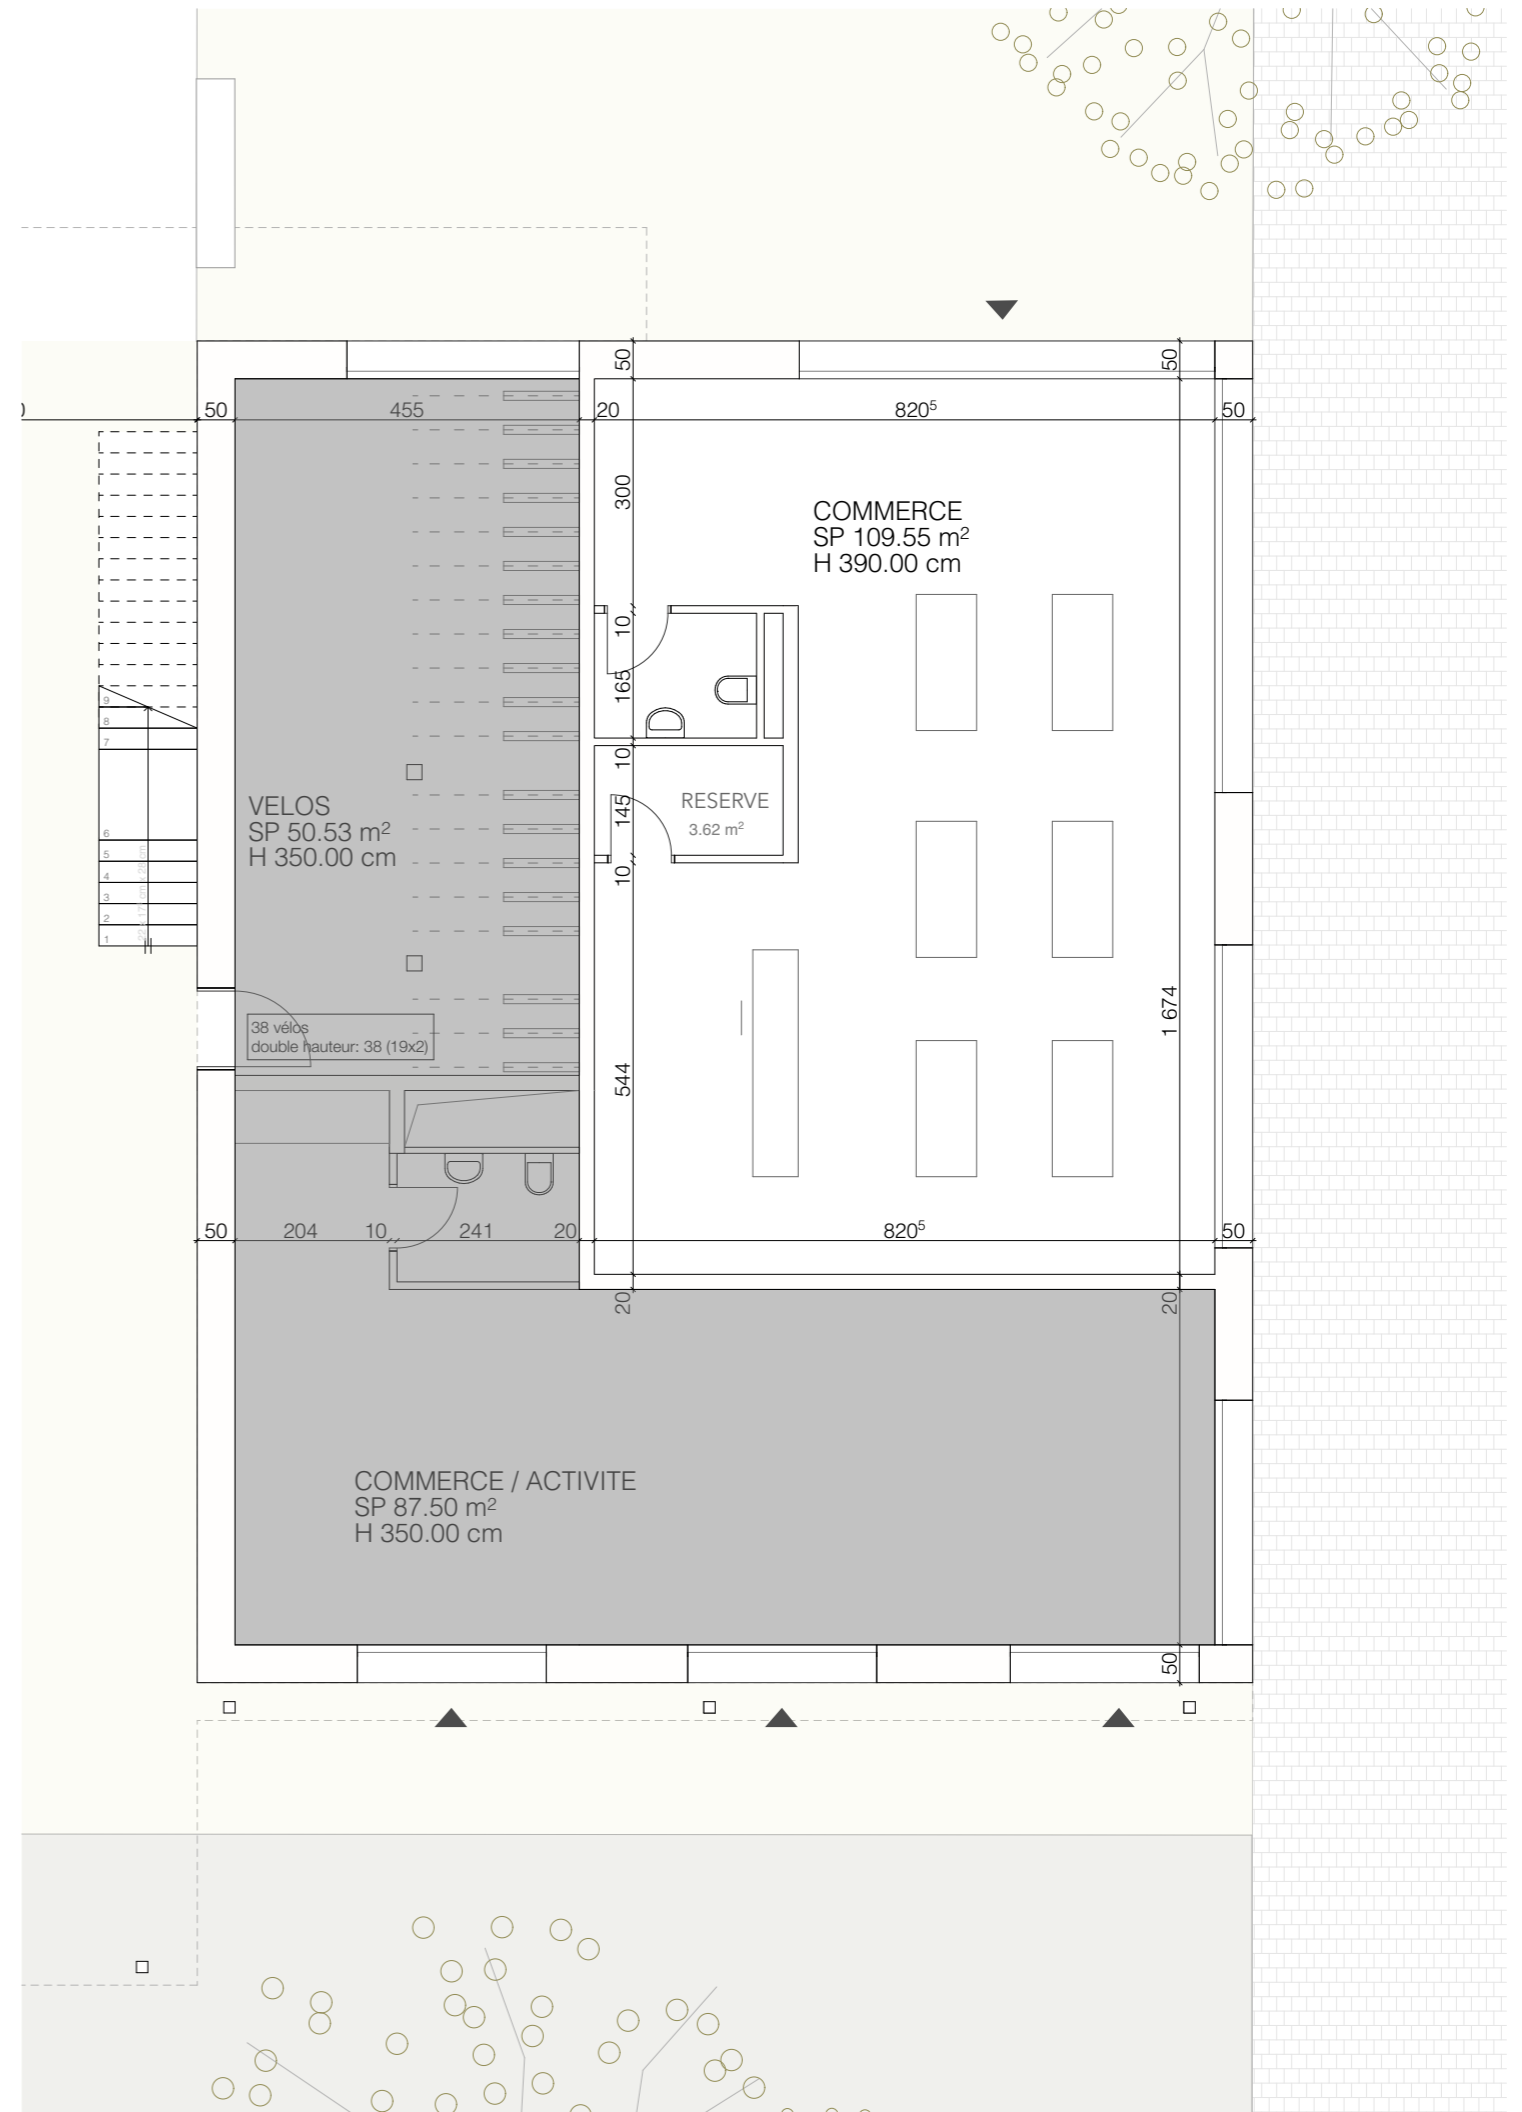 50
50
50
455
20
820⁵
50
300
COMMERCE
SP 109.55 m²
H 390.00 cm
10
165
9
8
7
10
VELOS
SP 50.53 m²
H 350.00 cm
145
RESERVE
3.62 m²
6
5
4
3
2
1
10
1 674
38 vélos
double hauteur: 38 (19x2)
544
50
204
10
241
20
820⁵
50
20
20
COMMERCE / ACTIVITE
SP 87.50 m²
H 350.00 cm
50